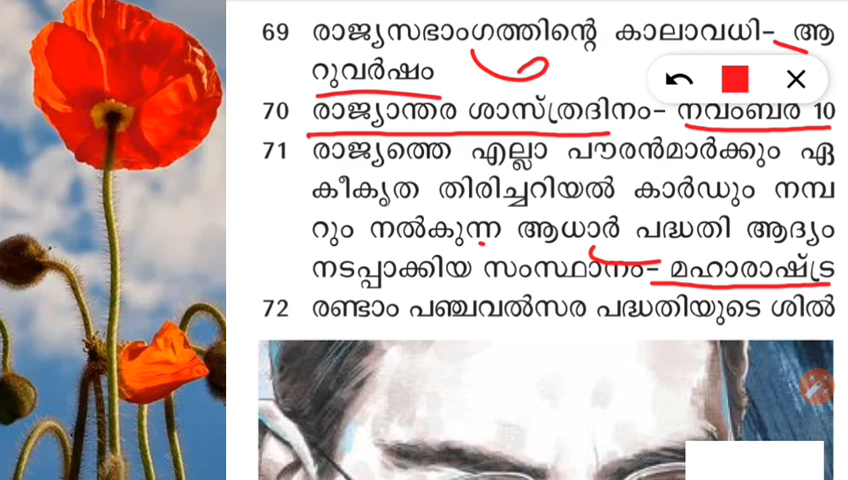 69 രാജ്യസഭാംഗത്തിന്റെ കാലാവധി- ആ
റുവർഷം
70 രാജ്യാന്തര ശാസ്ത്രദിനം- നവംബർ 10
71 രാജ്യത്തെ എല്ലാ പൗരൻമാർക്കും ഏ
കീകൃത തിരിച്ചറിയൽ കാർഡും നമ്പ
റും നൽകുന്ന ആധാർ പദ്ധതി ആദ്യം
നടപ്പാക്കിയ സംസ്ഥാനം- മഹാരാഷ്ട്ര
72 രണ്ടാം പഞ്ചവൽസര പദ്ധതിയുടെ ശിൽ